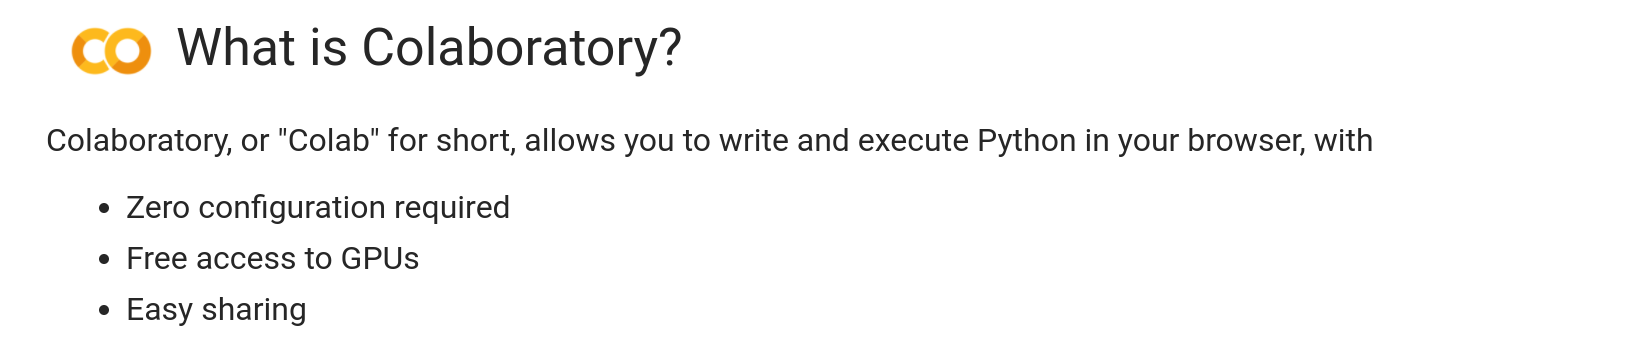 What is Colaboratory?
Colaboratory, or "Colab" for short, allows you to write and execute Python in your browser, with
• Zero configuration required
• Free access to GPUs
• Easy sharing